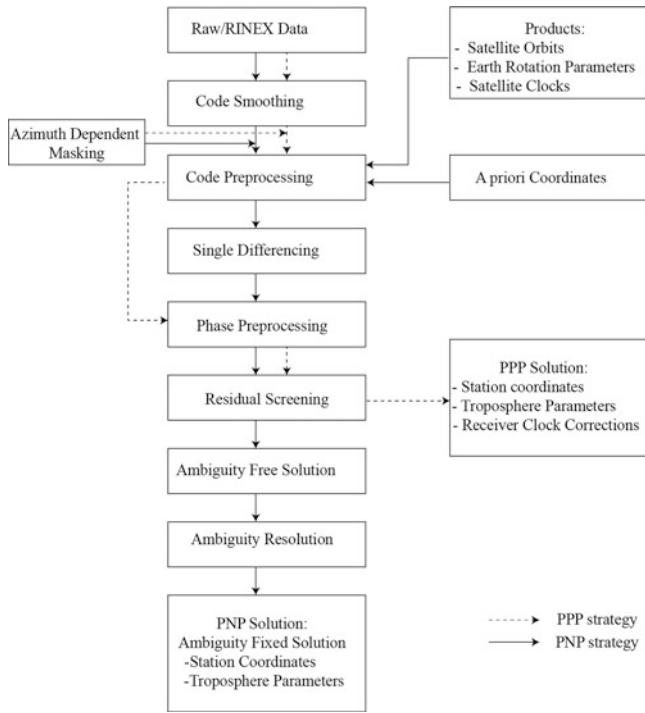 Raw/RINEX Data
Products:
- Satellite Orbits
- Earth Rotation Parameters
- Satellite Clocks
Code Smoothing
Azimuth Dependent
Masking
Code Preprocessing
A priori Coordinates
Single Differencing
Phase Preprocessing
PPP Solution:
- Station coordinates
- Troposphere Parameters
- Receiver Clock Corrections
Residual Screening
Ambiguity Free Solution
Ambiguity Resolution
PNP Solution:
Ambiguity Fixed Solution
-Station Coordinates
-Troposphere Parameters
PPP strategy
PNP strategy